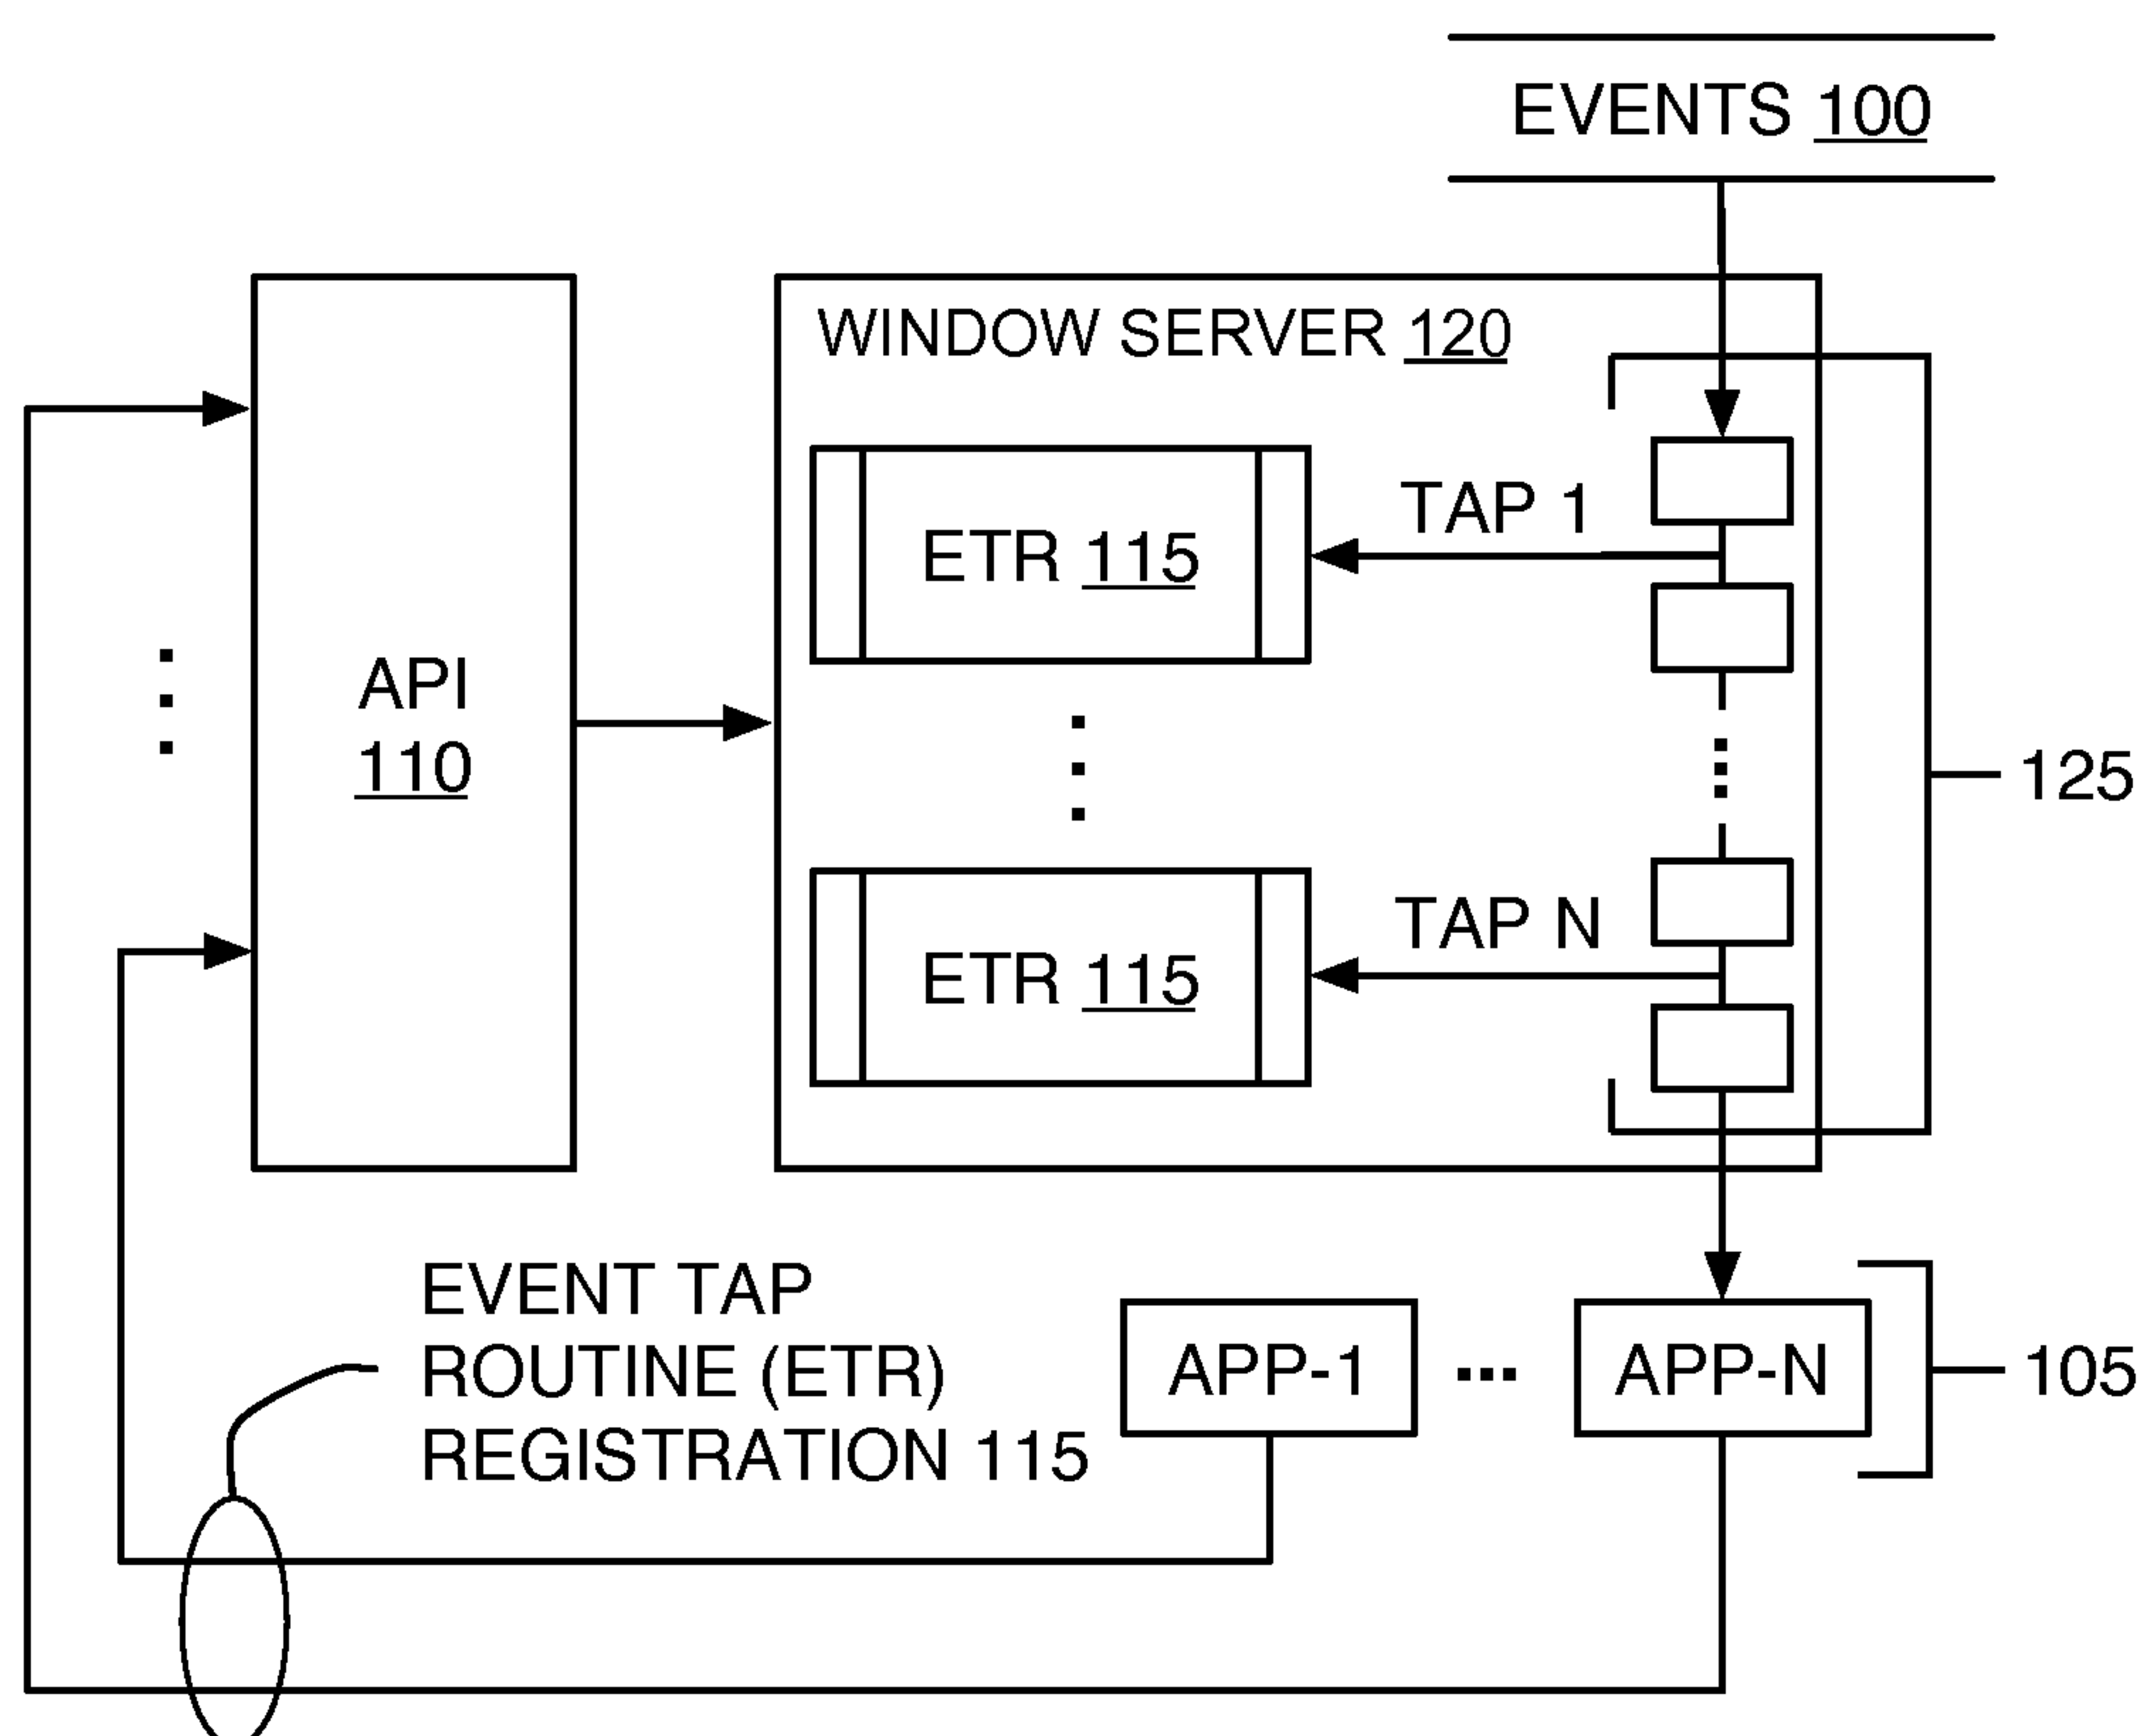 EVENTS 100
WINDOW SERVER 120
TAP 1
ETR 115
API
110
125
TAP N
ETR 115
EVENT TAP
ROUTINE (ETR)
REGISTRATION 115
APP-1 ... APP-N
105